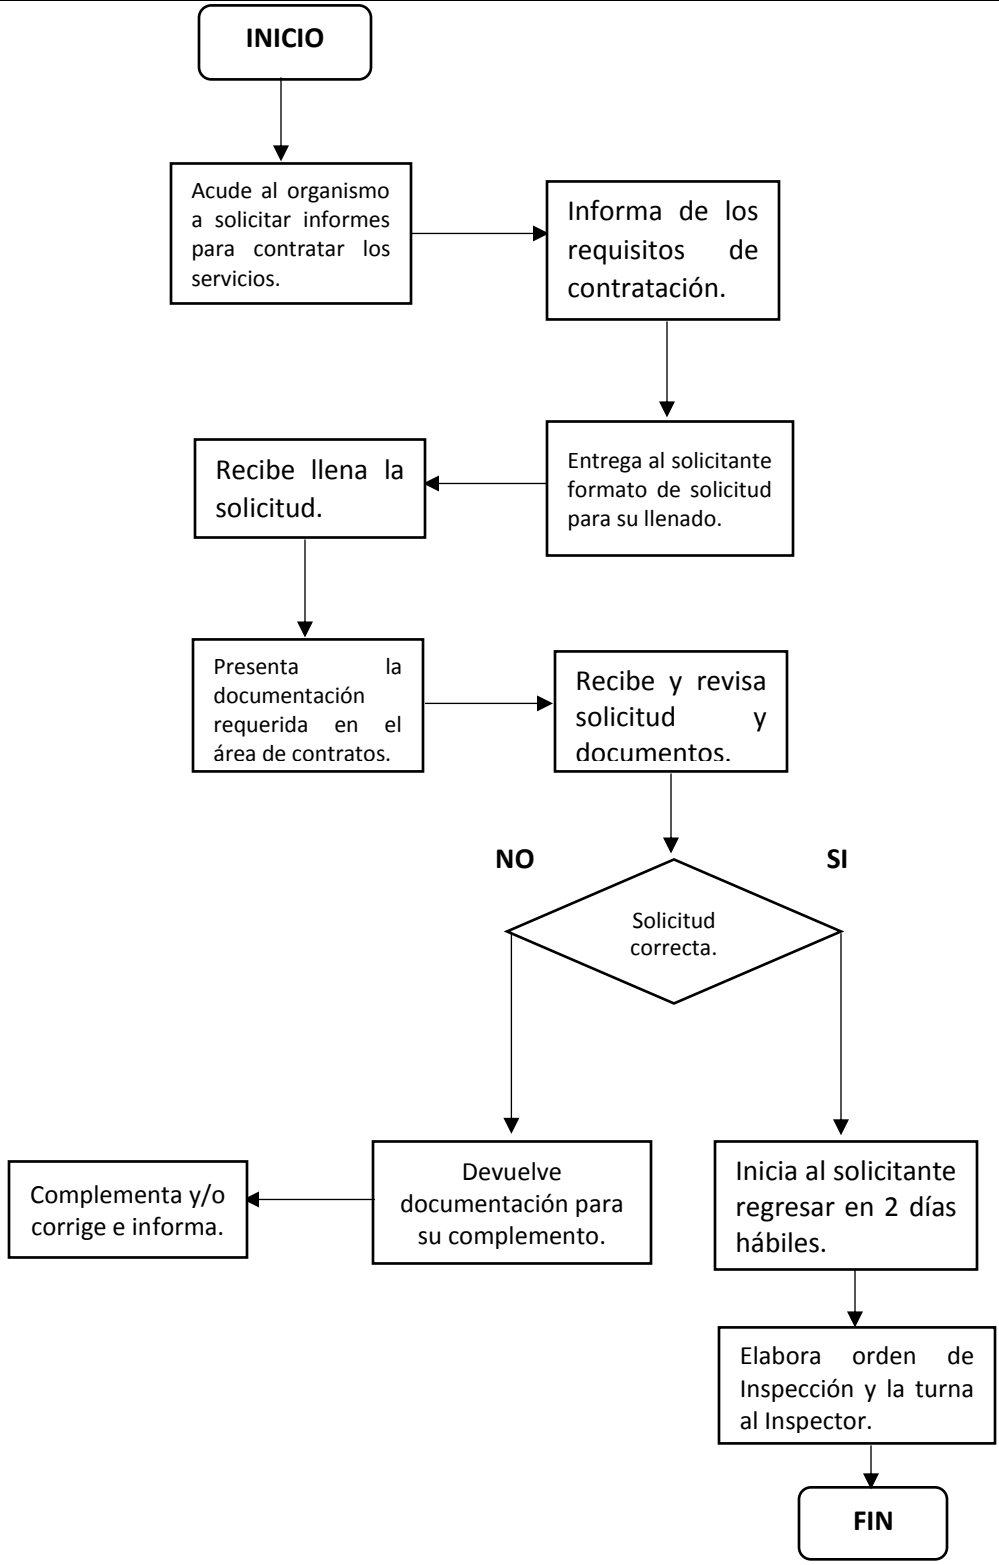 INICIO
Acude al organismo
a solicitar informes
para contratar los
servicios.
Informa de los
requisitos de
contratación.
Entrega al solicitante
formato de solicitud
para su llenado.
Recibe llena la
solicitud.
Presenta la
documentación
requerida en el
área de contratos.
Recibe y revisa
solicitud y
documentos.
NO
SI
Solicitud
correcta.
Devuelve
documentación para
su complemento.
Complementa y/o
corrige e informa.
Inicia al solicitante
regresar en 2 días
hábiles.
Elabora orden de
Inspección y la turna
al Inspector.
FIN